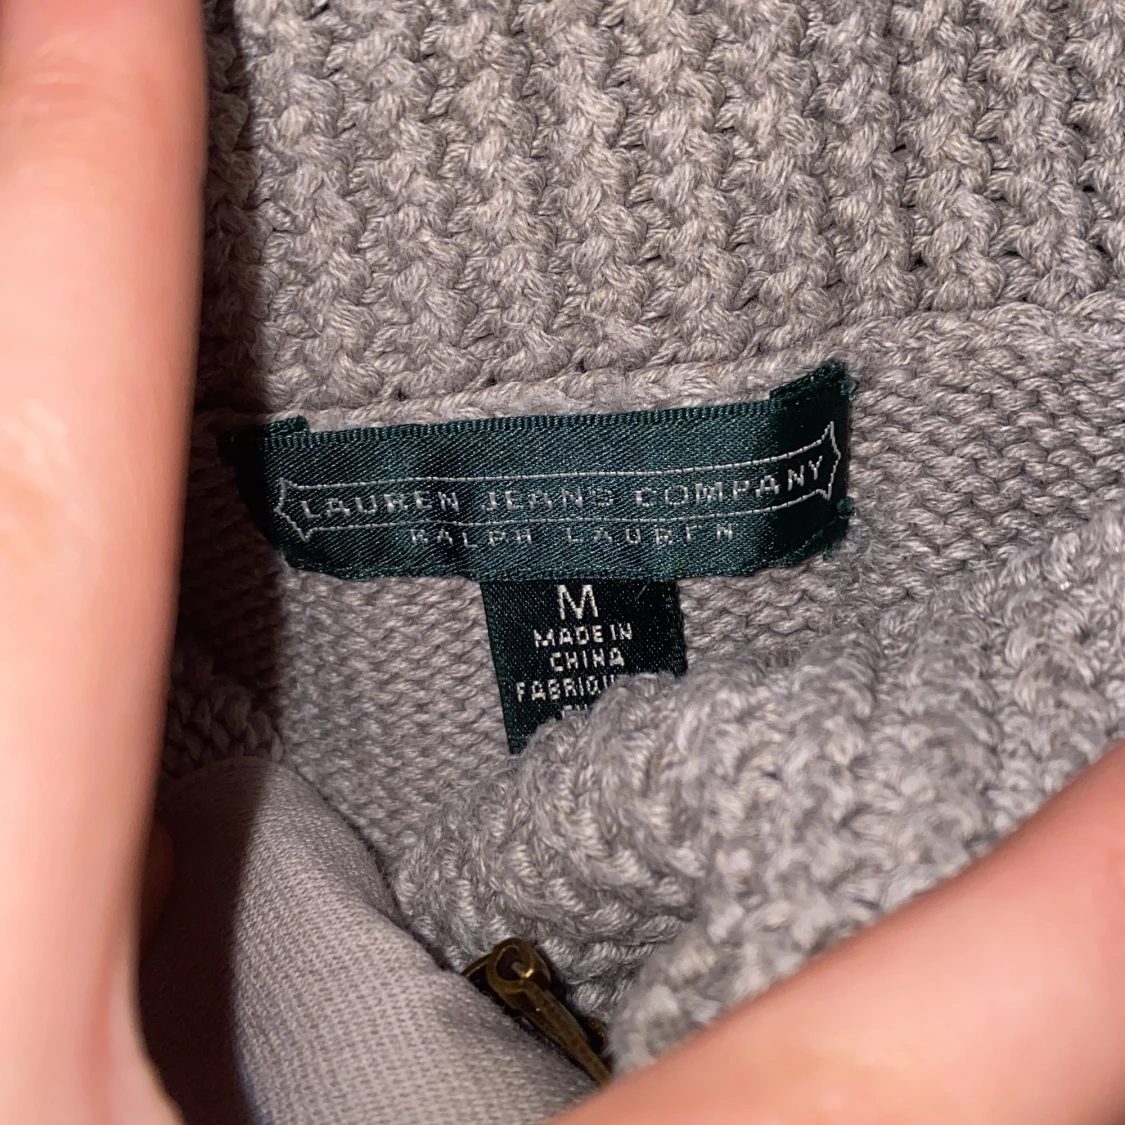 LAUREN JEANS COMPANY
RALPH LAUREN
M
MADE IN
CHINA